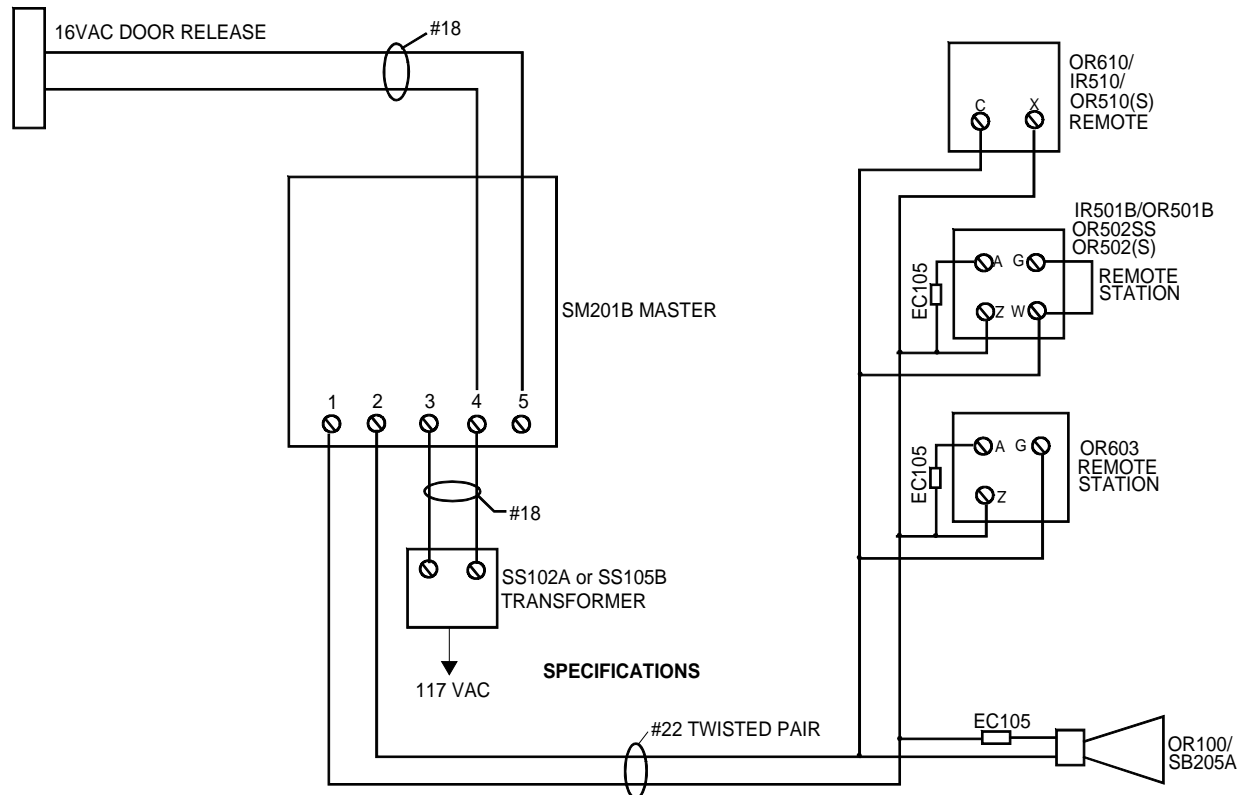 16VAC DOOR RELEASE
#18
OR610/
IR510/
OR510(S)
REMOTE
C X
IR501B/OR501B
OR502SS
OR502(S)
REMOTE
STATION
A G
Z W
EC105
SM201B MASTER
1 2 3 4 5
OR603
REMOTE
STATION
A G
Z
EC105
#18
SS102A or SS105B
TRANSFORMER
117 VAC
SPECIFICATIONS
#22 TWISTED PAIR
EC105
OR100/
SB205A